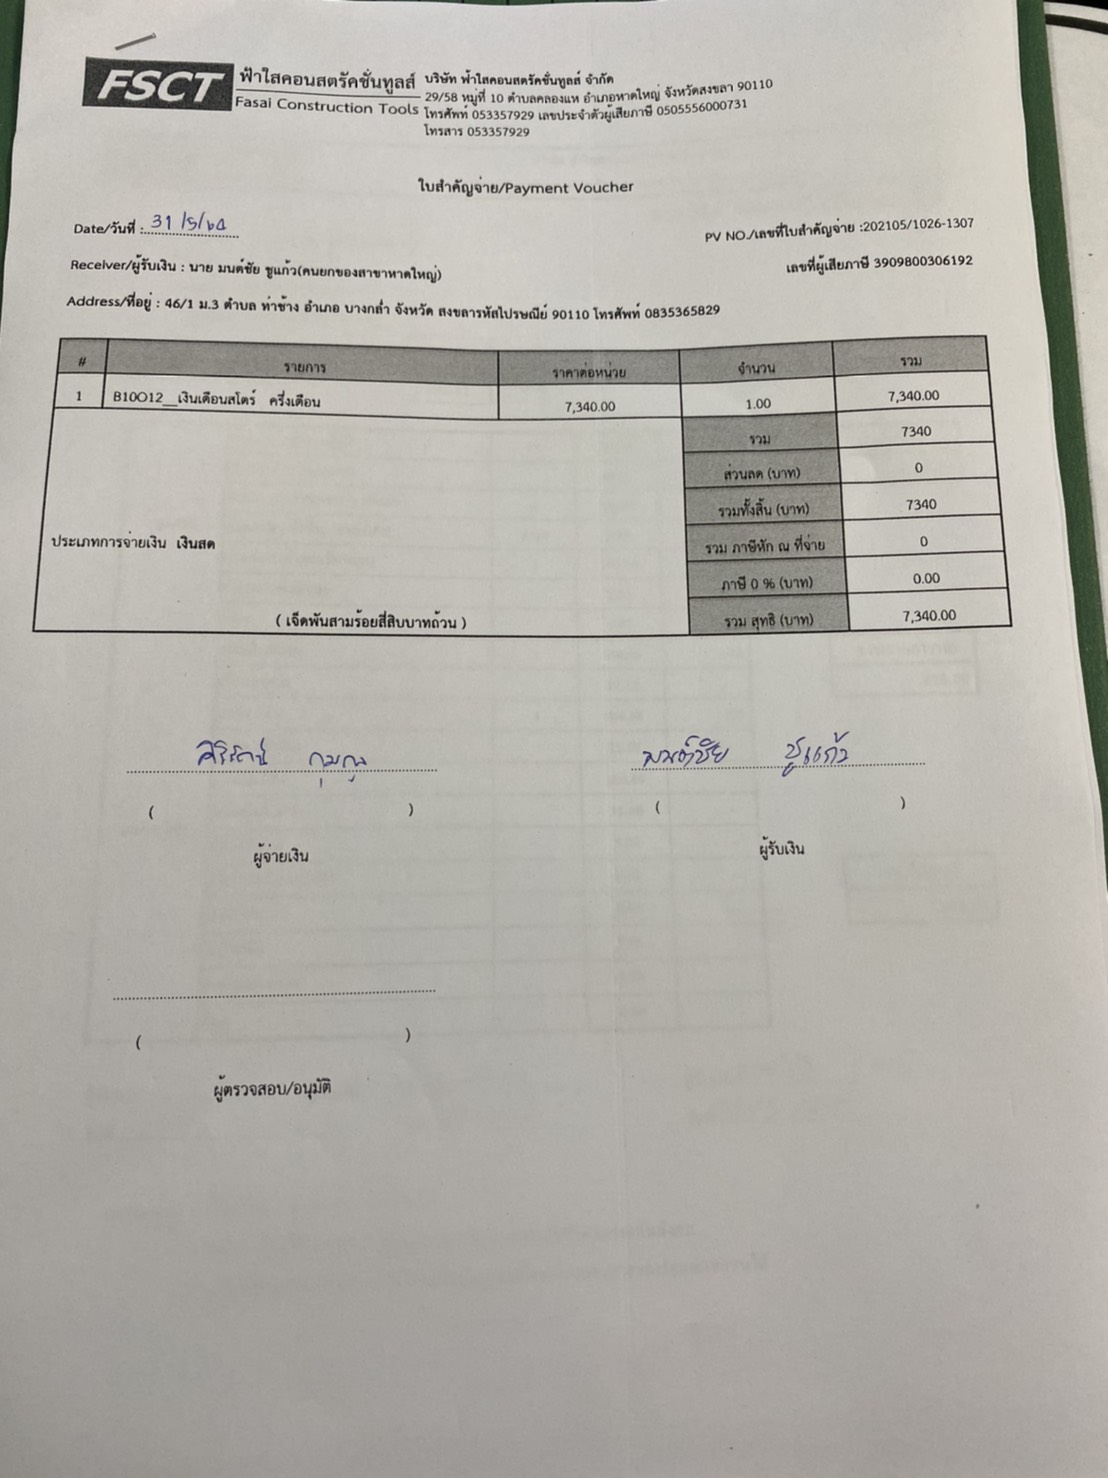 FSCT ฟ้าใสคอนสตรัคชั่นทูลส์
Fasai Construction Tools
บริษัท ฟ้าใสคอนสตรัคชั่นทูลส์ จำกัด
29/58 หมู่ที่ 10 ตำบลคลองแห อำเภอหาดใหญ่ จังหวัดสงขลา 90110
โทรศัพท์ 053357929 เลขประจำตัวผู้เสียภาษี 0505556000731
โทรสาร 053357929
ใบสำคัญจ่าย/Payment Voucher
Date/วันที่ : 31/5/64
PV NO./เลขที่ใบสำคัญจ่าย :202105/1026-1307
Receiver/ผู้รับเงิน : นาย มนต์ชัย ชูแก้ว(คนยกของสาขาหาดใหญ่)
เลขที่ผู้เสียภาษี 3909800306192
Address/ที่อยู่ : 46/1 ม.3 ตำบล ท่าช้าง อำเภอ บางกล่ำ จังหวัด สงขลารหัสไปรษณีย์ 90110 โทรศัพท์ 0835365829
# รายการ ราคาต่อหน่วย จำนวน รวม
1 B10O12__เงินเดือนสโตร์ ครึ่งเดือน 7,340.00 1.00 7,340.00
รวม 7340
ส่วนลด (บาท) 0
รวมทั้งสิ้น (บาท) 7340
ประเภทการจ่ายเงิน เงินสด
รวม ภาษีหัก ณ ที่จ่าย 0
ภาษี 0 % (บาท) 0.00
( เจ็ดพันสามร้อยสี่สิบบาทถ้วน )
รวม สุทธิ (บาท) 7,340.00
มนต์ชัย ชูแก้ว
( ) ( )
ผู้จ่ายเงิน ผู้รับเงิน
( )
ผู้ตรวจสอบ/อนุมัติ